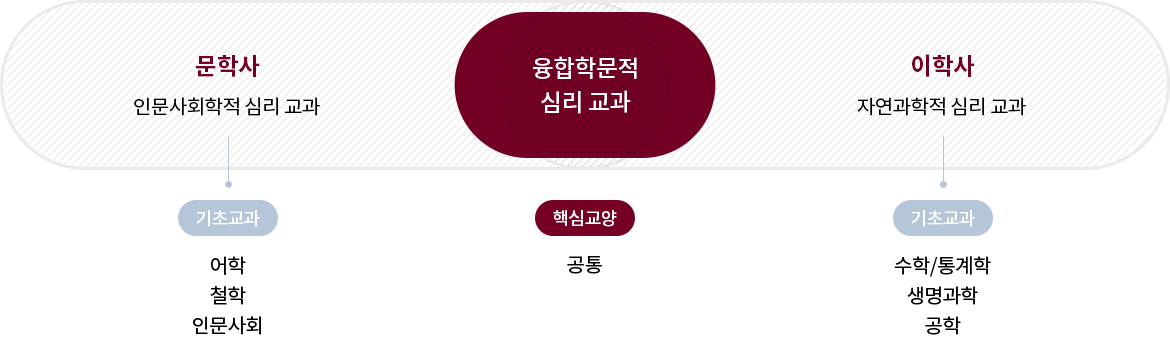 문학사
인문사회학적 심리 교과
융합학문적
심리 교과
이학사
자연과학적 심리 교과
기초교과
어학
철학
인문사회
핵심교양
공통
기초교과
수학/통계학
생명과학
공학